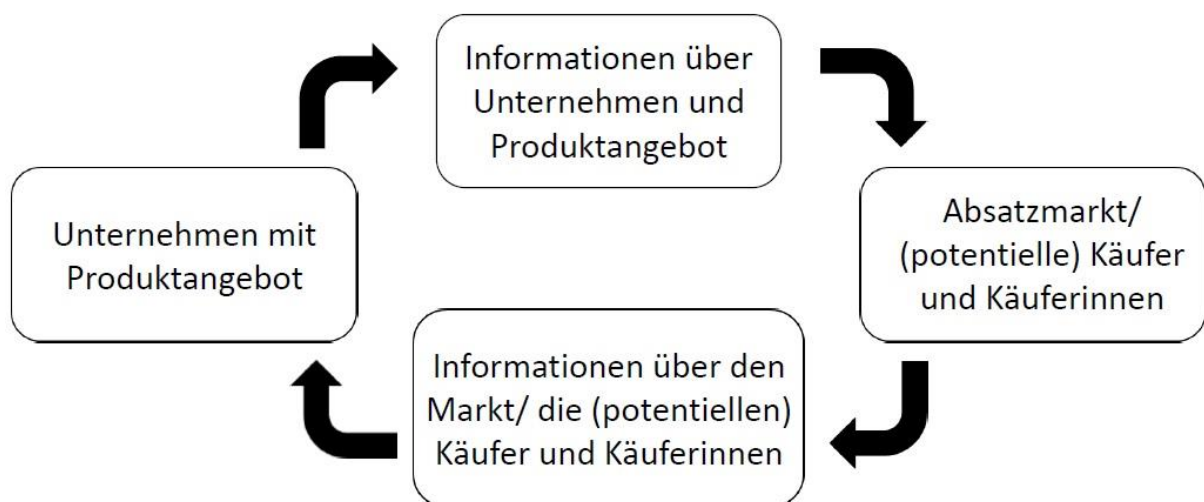 Informationen über
Unternehmen und
Produktangebot
Unternehmen mit
Produktangebot
Absatzmarkt/
(potentielle) Käufer
und Käuferinnen
Informationen über den
Markt/ die (potentiellen)
Käufer und Käuferinnen